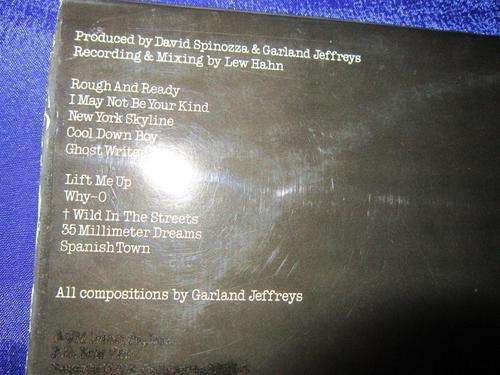 Produced by David Spinozza & Garland Jeffreys
Recording & Mixing by Lew Hahn
Rough And Ready
I May Not Be Your Kind
New York Skyline
Cool Down Boy
Ghost
Lift Me Up
Why-O
† Wild In The Streets
35 Millimeter Dreams
Spanish Town
All compositions by Garland Jeffreys